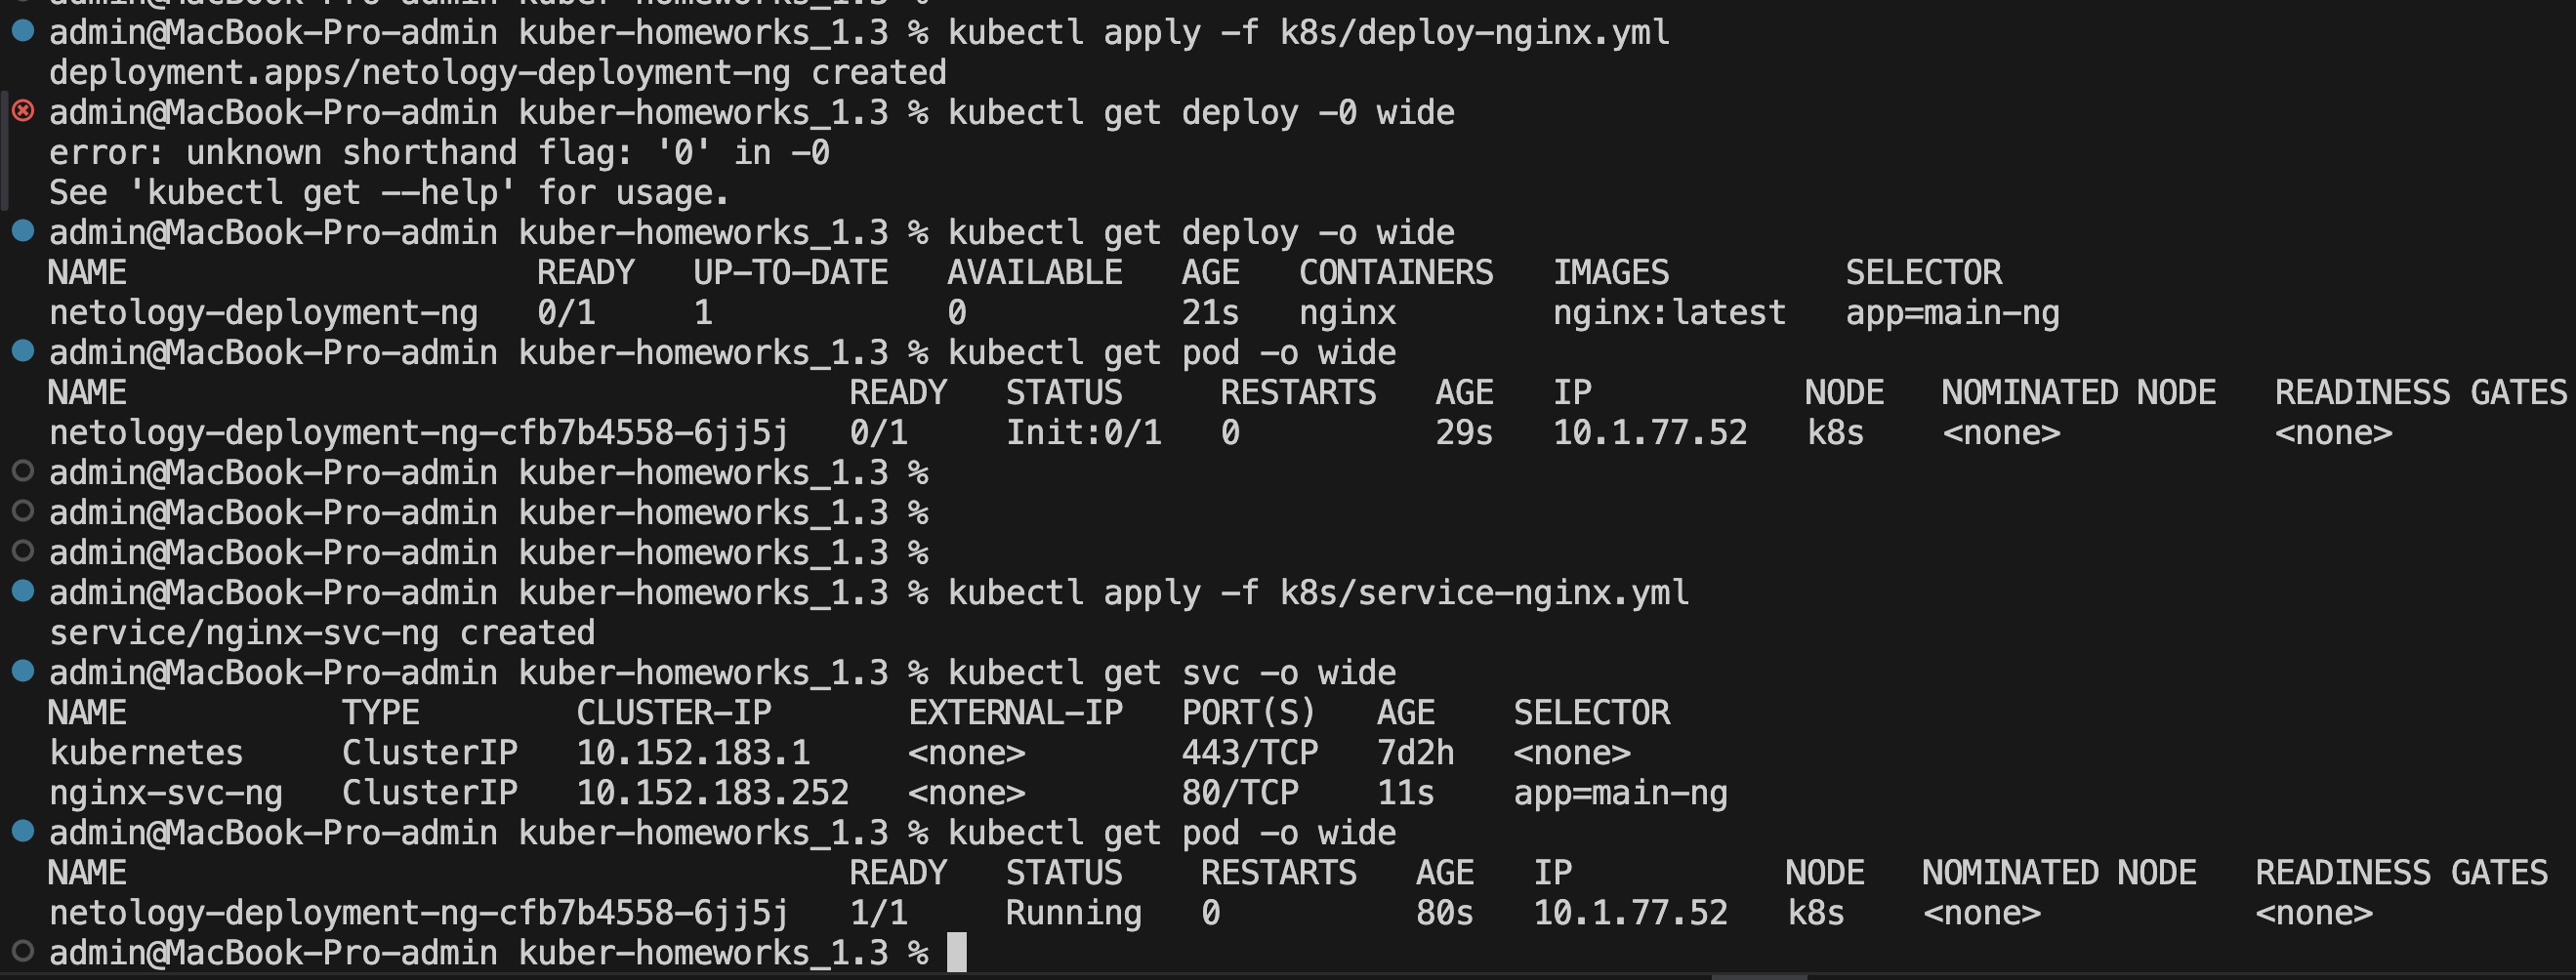 admin@MacBook-Pro-admin kuber-homeworks_1.3 %
admin@MacBook-Pro-admin kuber-homeworks_1.3 % kubectl apply -f k8s/deploy-nginx.yml
deployment.apps/netology-deployment-ng created
admin@MacBook-Pro-admin kuber-homeworks_1.3 % kubectl get deploy -0 wide
error: unknown shorthand flag: '0' in -0
See 'kubectl get --help' for usage.
admin@MacBook-Pro-admin kuber-homeworks_1.3 % kubectl get deploy -o wide
NAME                     READY   UP-TO-DATE   AVAILABLE   AGE   CONTAINERS   IMAGES         SELECTOR
netology-deployment-ng   0/1     1            0           21s   nginx        nginx:latest   app=main-ng
admin@MacBook-Pro-admin kuber-homeworks_1.3 % kubectl get pod -o wide
NAME                                     READY   STATUS     RESTARTS   AGE   IP           NODE   NOMINATED NODE   READINESS GATES
netology-deployment-ng-cfb7b4558-6jj5j   0/1     Init:0/1   0          29s   10.1.77.52   k8s    <none>           <none>
admin@MacBook-Pro-admin kuber-homeworks_1.3 %
admin@MacBook-Pro-admin kuber-homeworks_1.3 %
admin@MacBook-Pro-admin kuber-homeworks_1.3 %
admin@MacBook-Pro-admin kuber-homeworks_1.3 % kubectl apply -f k8s/service-nginx.yml
service/nginx-svc-ng created
admin@MacBook-Pro-admin kuber-homeworks_1.3 % kubectl get svc -o wide
NAME           TYPE        CLUSTER-IP       EXTERNAL-IP   PORT(S)   AGE    SELECTOR
kubernetes     ClusterIP   10.152.183.1     <none>        443/TCP   7d2h   <none>
nginx-svc-ng   ClusterIP   10.152.183.252   <none>        80/TCP    11s    app=main-ng
admin@MacBook-Pro-admin kuber-homeworks_1.3 % kubectl get pod -o wide
NAME                                     READY   STATUS    RESTARTS   AGE   IP           NODE   NOMINATED NODE   READINESS GATES
netology-deployment-ng-cfb7b4558-6jj5j   1/1     Running   0          80s   10.1.77.52   k8s    <none>           <none>
admin@MacBook-Pro-admin kuber-homeworks_1.3 %